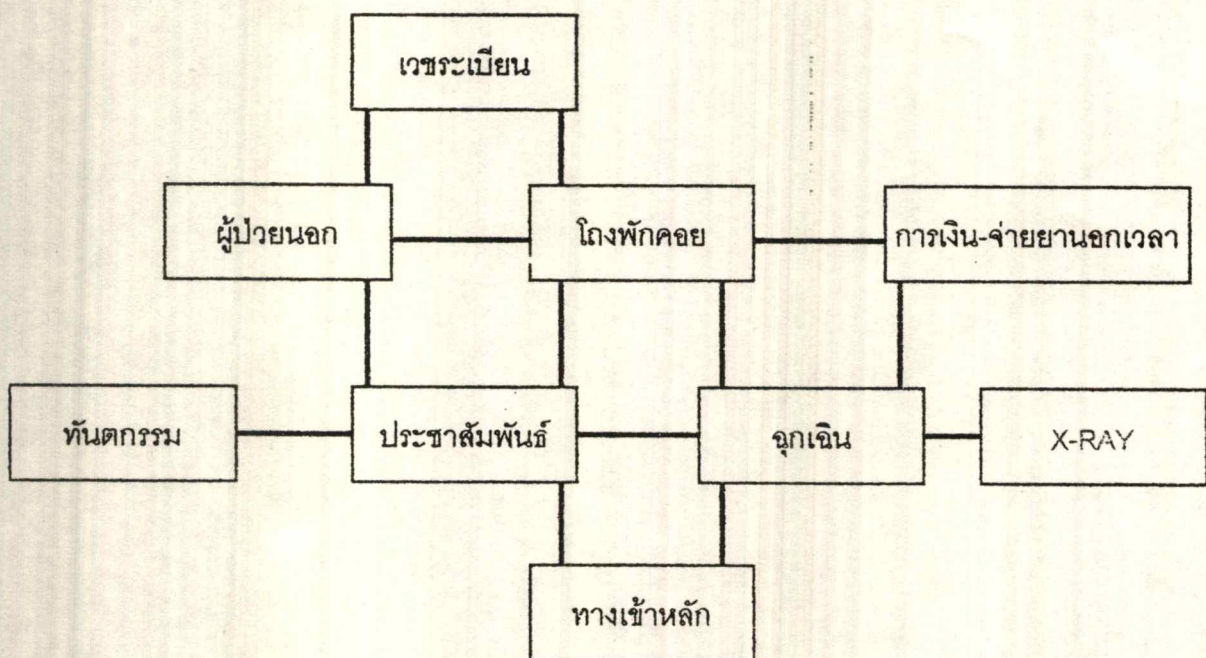 เวชระเบียน
ผู้ป่วยนอก
โถงพักคอย
การเงิน-จ่ายยานอกเวลา
ทันตกรรม
ประชาสัมพันธ์
ฉุกเฉิน
X-RAY
ทางเข้าหลัก